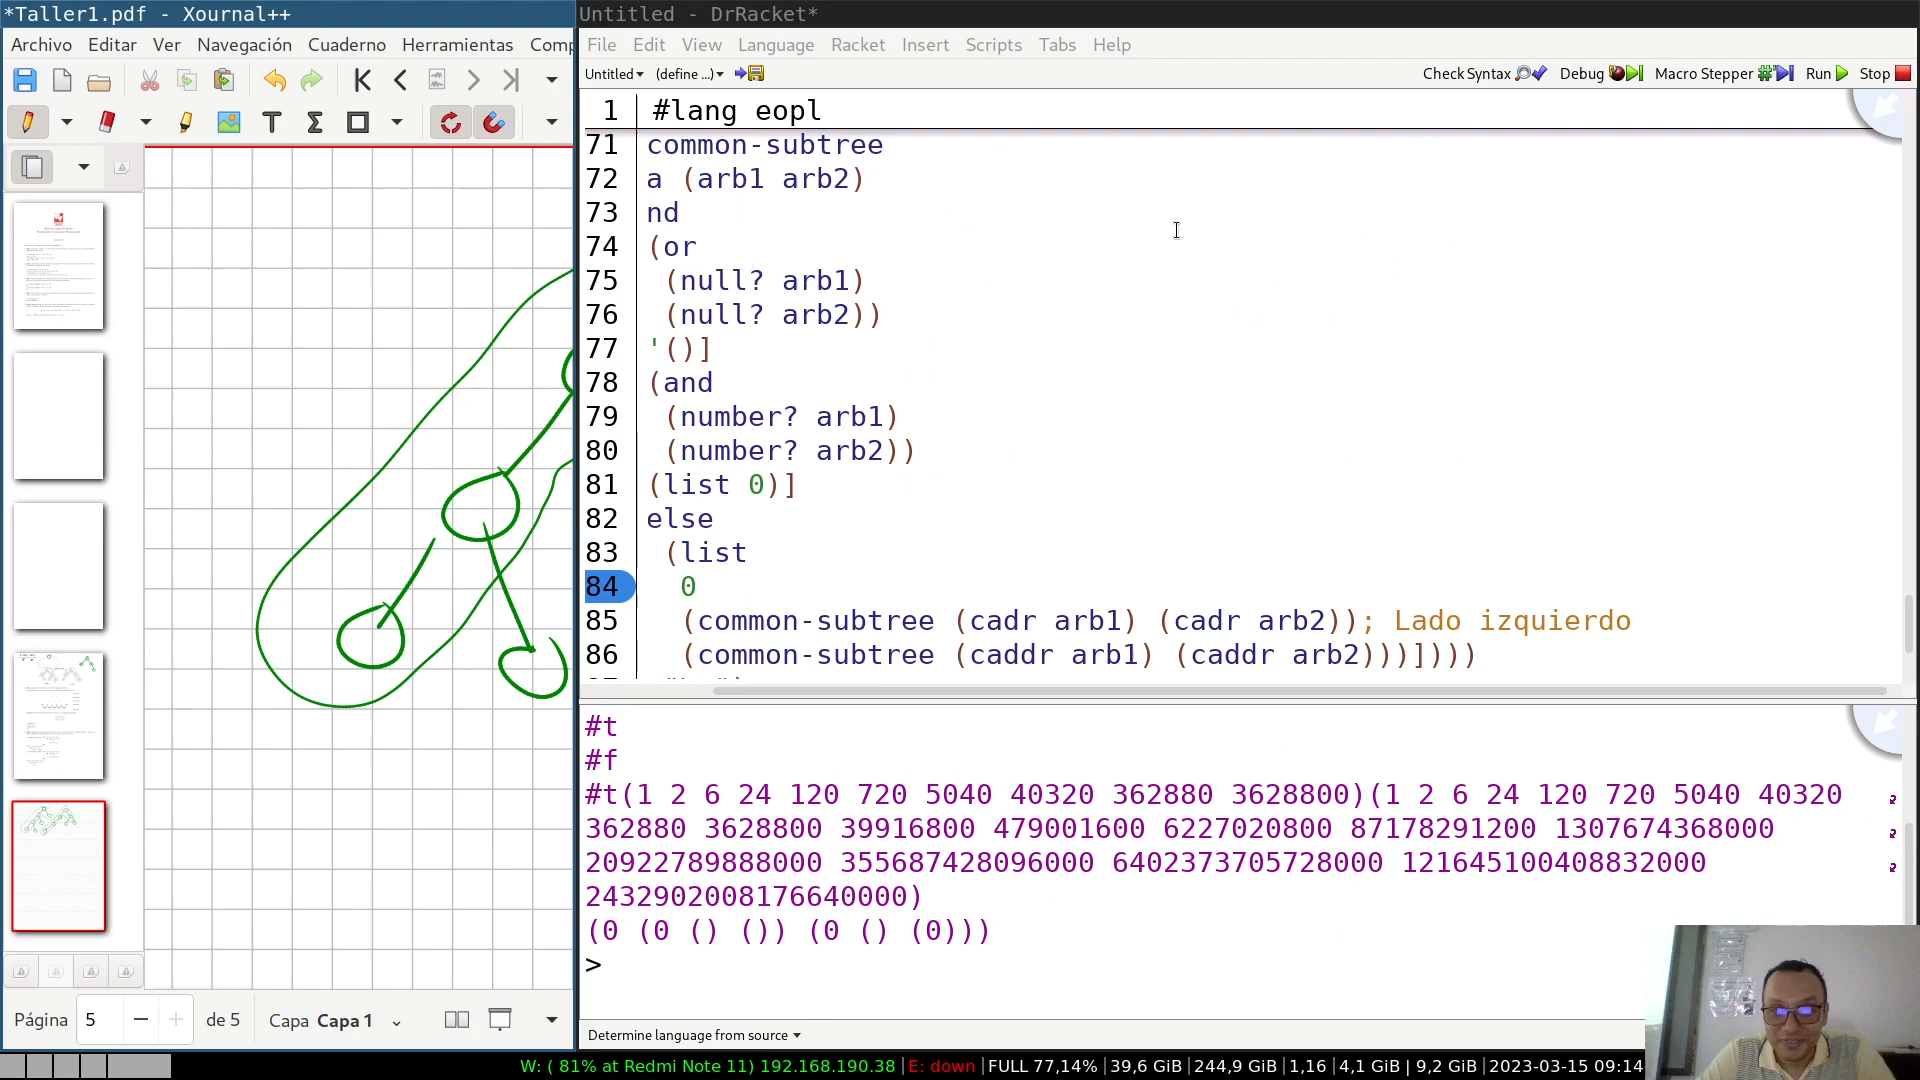 *Taller1.pdf - Xournal++
Archivo Editar Ver Navegación Cuaderno Herramientas Comp
Página 5 de 5 Capa Capa 1
Untitled - DrRacket*
File Edit View Language Racket Insert Scripts Tabs Help
Untitled (define ...) Check Syntax Debug Macro Stepper Run Stop
1 #lang eopl
71 common-subtree
72 a (arb1 arb2)
73 nd
74 (or
75 (null? arb1)
76 (null? arb2))
77 '()]
78 (and
79 (number? arb1)
80 (number? arb2))
81 (list 0)]
82 else
83 (list
84 0
85 (common-subtree (cadr arb1) (cadr arb2)); Lado izquierdo
86 (common-subtree (caddr arb1) (caddr arb2)))]))))
#t
#f
#t(1 2 6 24 120 720 5040 40320 362880 3628800)(1 2 6 24 120 720 5040 40320
362880 3628800 39916800 479001600 6227020800 87178291200 1307674368000
20922789888000 355687428096000 6402373705728000 121645100408832000
2432902008176640000)
(0 (0 () ()) (0 () (0)))
>
Determine language from source
W: ( 81% at Redmi Note 11) 192.168.190.38 |E: down |FULL 77,14% |39,6 GiB |244,9 GiB |1,16 |4,1 GiB | 9,2 GiB |2023-03-15 09:14